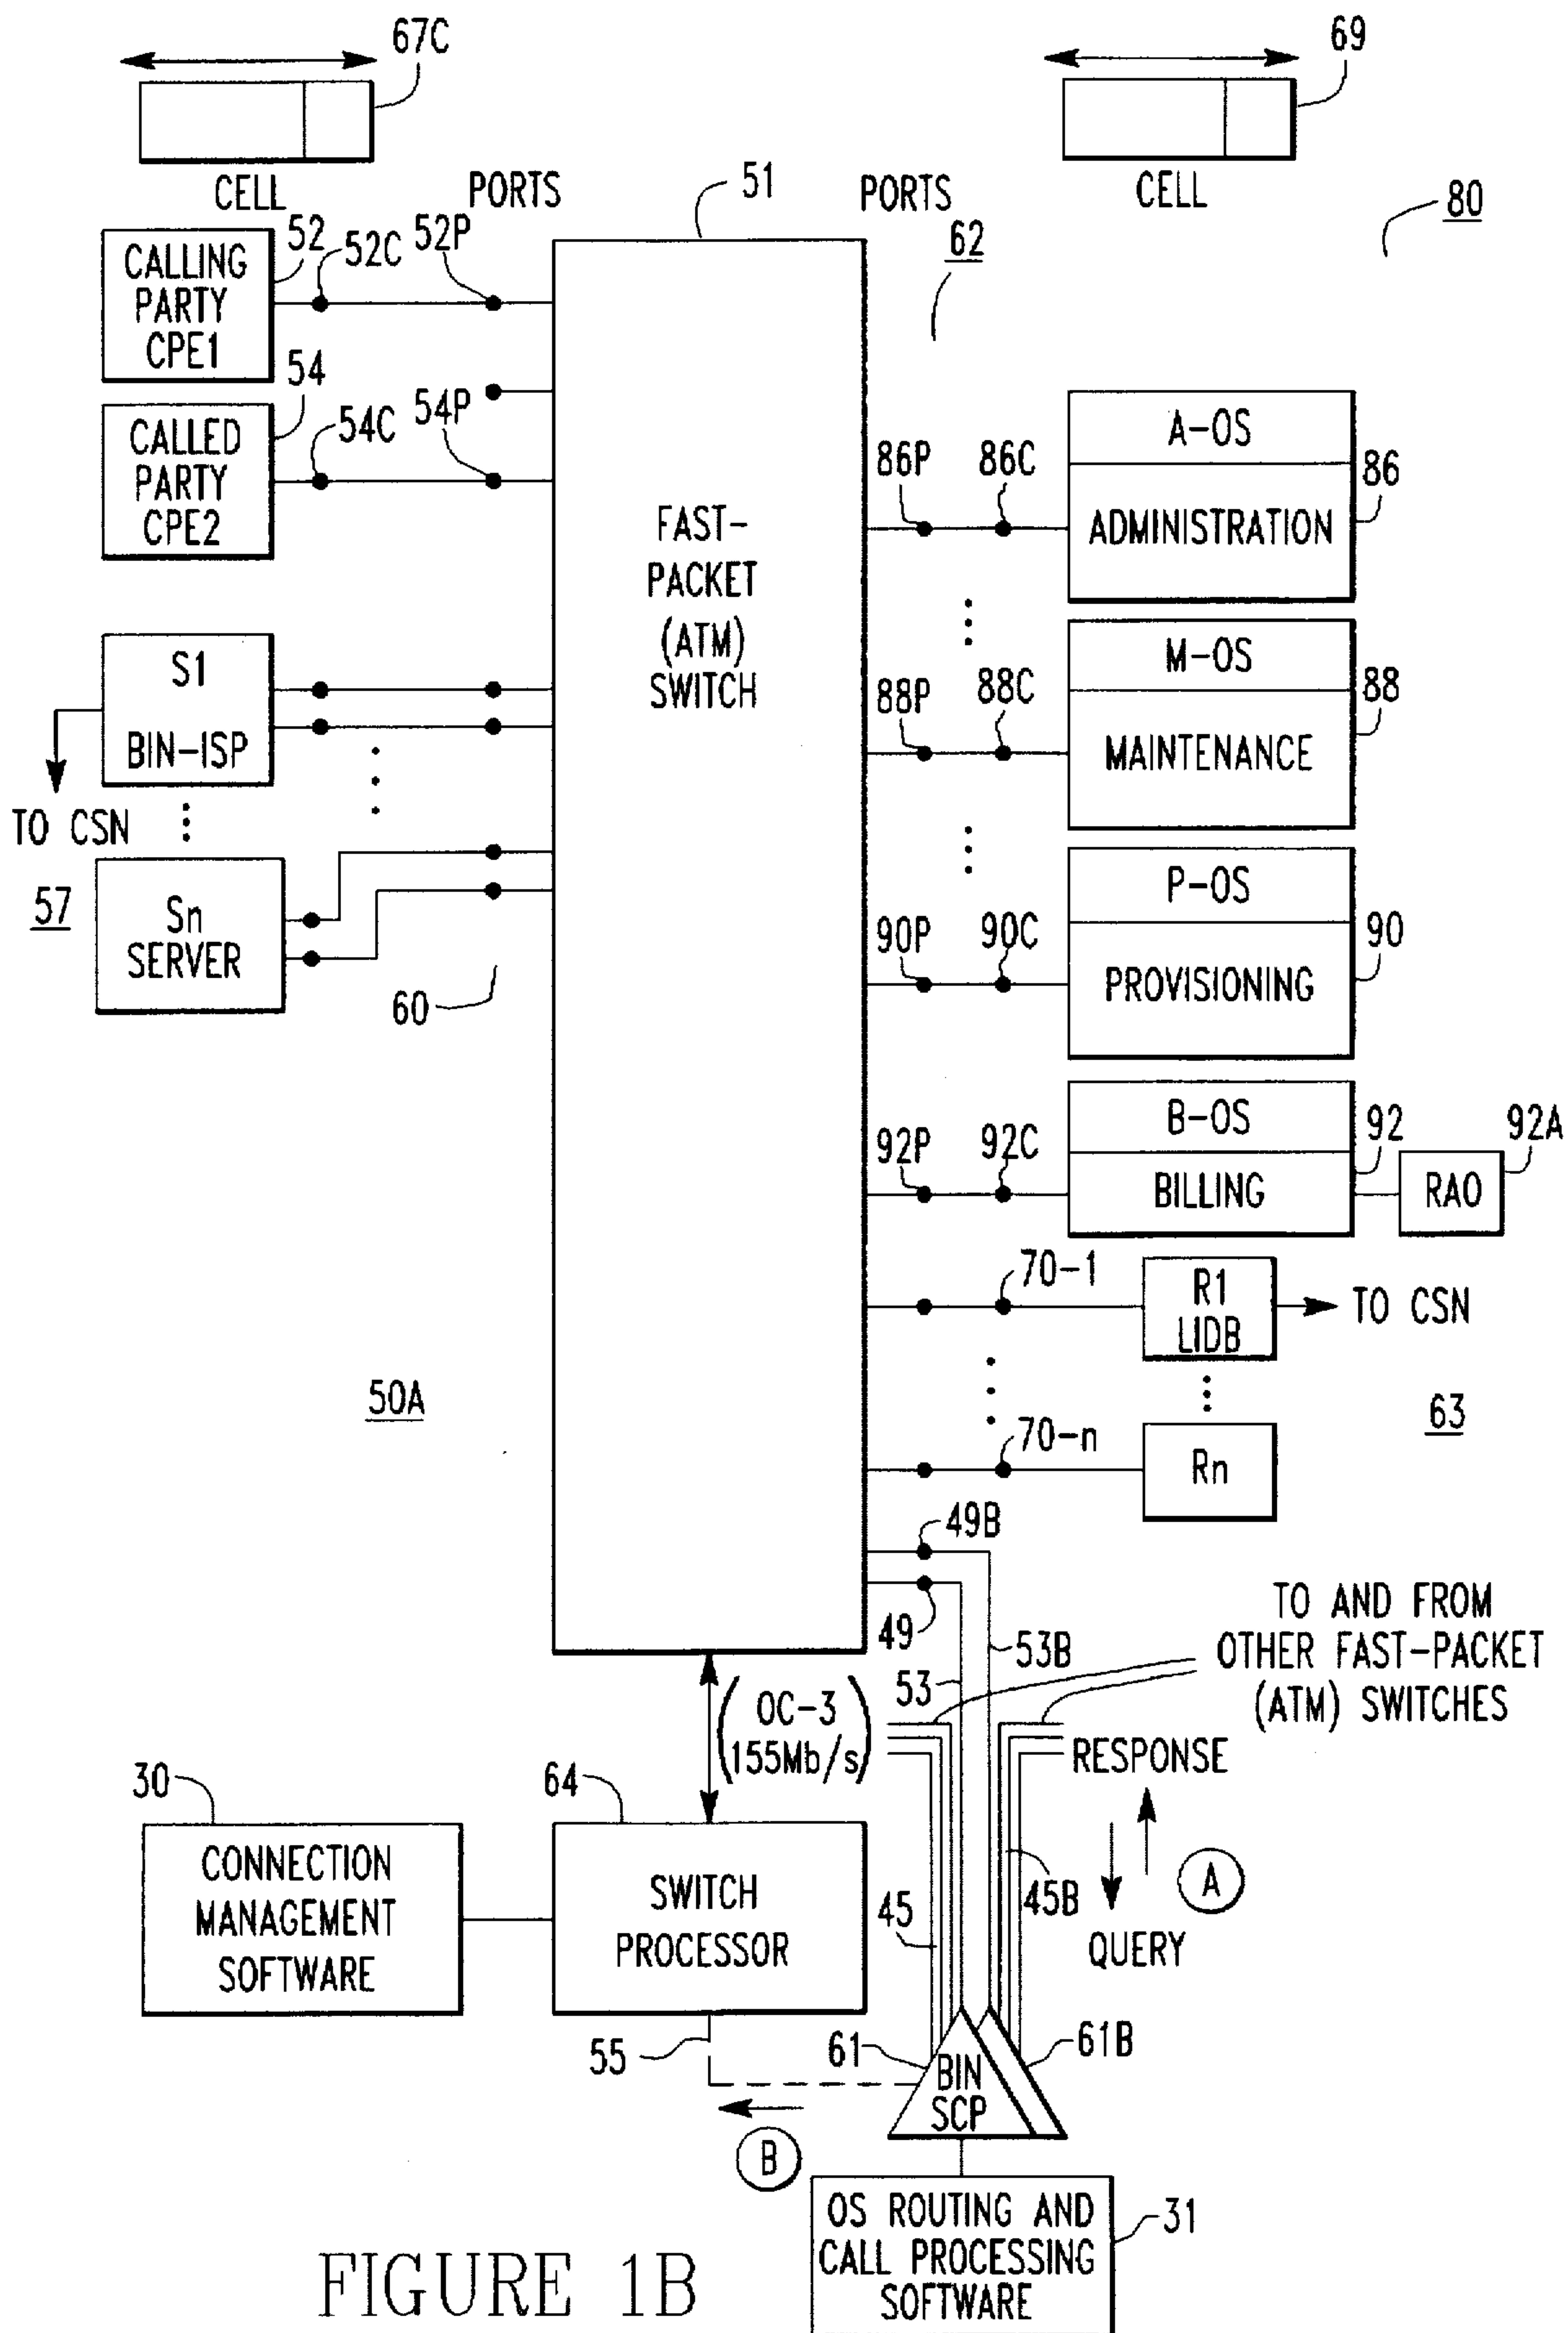 67C
69
CELL
PORTS
51
PORTS
CELL
80
62
CALLING
PARTY
CPE1
52
52C
52P
CALLED
PARTY
CPE2
54
54C
54P
FAST-
PACKET
(ATM)
SWITCH
86P
86C
A-OS
ADMINISTRATION
86
S1
BIN-ISP
TO CSN
88P
88C
M-OS
MAINTENANCE
88
57
Sn
SERVER
60
90P
90C
P-OS
PROVISIONING
90
92P
92C
B-OS
BILLING
92
92A
RAO
70-1
R1
LIDB
TO CSN
50A
63
70-n
Rn
49B
49
53B
53
TO AND FROM
OTHER FAST-PACKET
(ATM) SWITCHES
(OC-3
155Mb/s)
RESPONSE
A
QUERY
30
CONNECTION
MANAGEMENT
SOFTWARE
64
SWITCH
PROCESSOR
45
45B
55
61
BIN
SCP
61B
B
OS ROUTING AND
CALL PROCESSING
SOFTWARE
31
FIGURE 1B